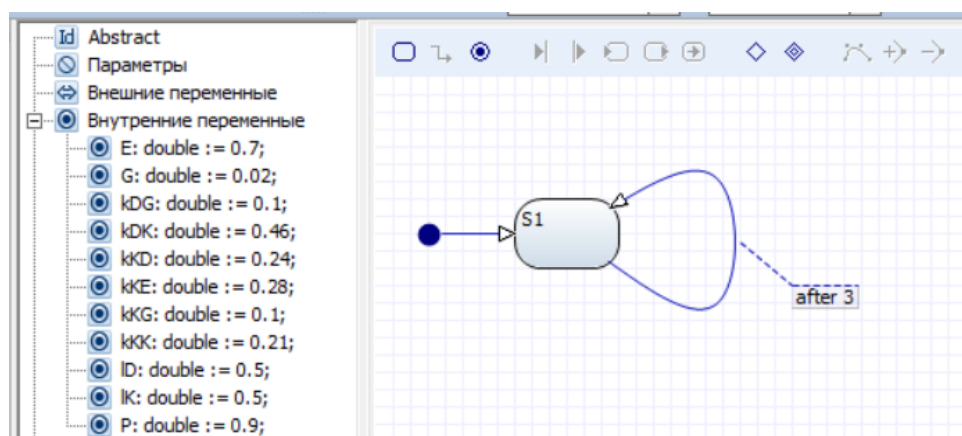 Id Abstract
Параметры
Внешние переменные
Внутренние переменные
E: double := 0.7;
G: double := 0.02;
kDG: double := 0.1;
kDK: double := 0.46;
kKD: double := 0.24;
kKE: double := 0.28;
kKG: double := 0.1;
kKK: double := 0.21;
lD: double := 0.5;
lK: double := 0.5;
P: double := 0.9;
S1
after 3